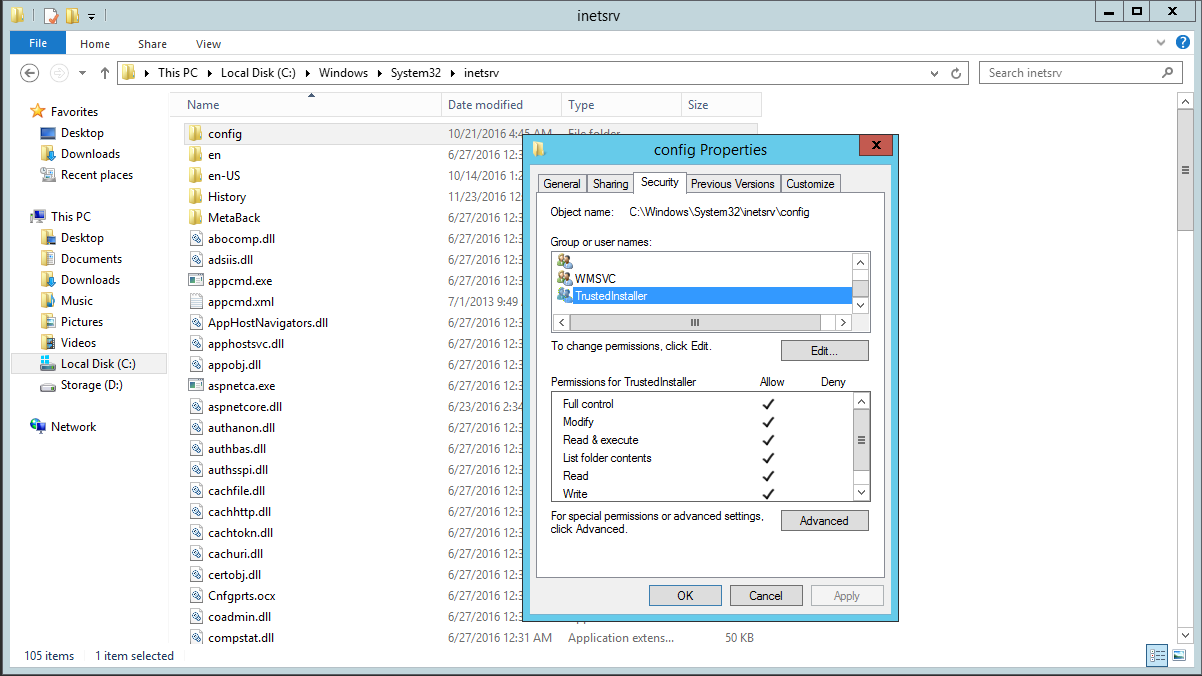 inetsrv
File Home Share View
This PC Local Disk (C:) Windows System32 inetsrv
Search inetsrv
Favorites
Desktop
Downloads
Recent places
This PC
Desktop
Documents
Downloads
Music
Pictures
Videos
Local Disk (C:)
Storage (D:)
Network
Name Date modified Type Size
config 10/21/2016 4:45 AM File folder
en 6/27/2016 12:3
en-US 10/14/2016 1:2
History 11/23/2016 12:
MetaBack 6/27/2016 12:3
abocomp.dll 6/27/2016 12:3
adsiis.dll 6/27/2016 12:3
appcmd.exe 6/27/2016 12:3
appcmd.xml 7/1/2013 9:49
AppHostNavigators.dll 6/27/2016 12:3
apphostsvc.dll 6/27/2016 12:3
appobj.dll 6/27/2016 12:3
aspnetca.exe 6/27/2016 12:3
aspnetcore.dll 6/23/2016 2:34
authanon.dll 6/27/2016 12:3
authbas.dll 6/27/2016 12:3
authsspi.dll 6/27/2016 12:3
cachfile.dll 6/27/2016 12:3
cachhttp.dll 6/27/2016 12:3
cachtokn.dll 6/27/2016 12:3
cachuri.dll 6/27/2016 12:3
certobj.dll 6/27/2016 12:3
Cnfgprts.ocx 6/27/2016 12:3
coadmin.dll 6/27/2016 12:3
compstat.dll 6/27/2016 12:31 AM Application extens... 50 KB
config Properties
General Sharing Security Previous Versions Customize
Object name: C:\Windows\System32\inetsrv\config
Group or user names:
WMSVC
TrustedInstaller
To change permissions, click Edit. Edit...
Permissions for TrustedInstaller Allow Deny
Full control
Modify
Read & execute
List folder contents
Read
Write
For special permissions or advanced settings,
click Advanced.
Advanced
OK Cancel Apply
105 items 1 item selected